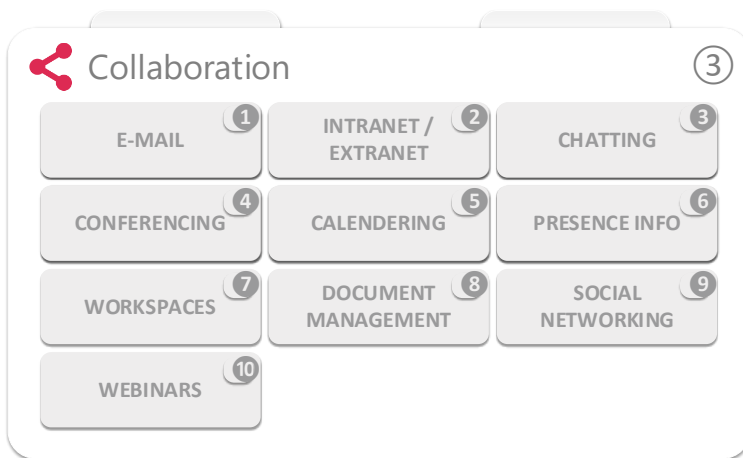 Collaboration
3
E-MAIL
1
INTRANET /
EXTRANET
2
CHATTING
3
CONFERENCING
4
CALENDERING
5
PRESENCE INFO
6
WORKSPACES
7
DOCUMENT
MANAGEMENT
8
SOCIAL
NETWORKING
9
WEBINARS
10